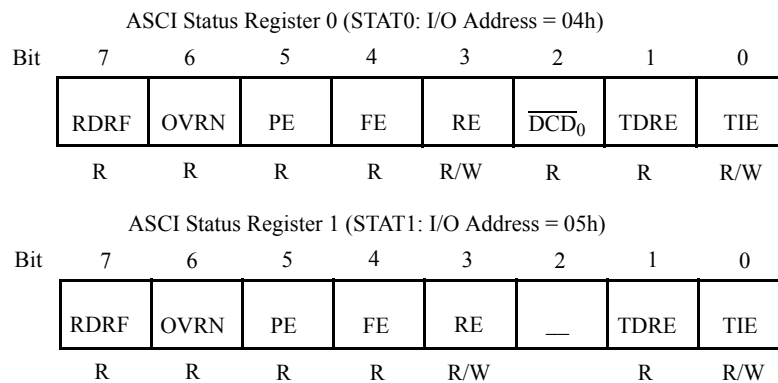 ASCI Status Register 0 (STAT0: I/O Address = 04h)
Bit 7 6 5 4 3 2 1 0
RDRF OVRN PE FE RE D̅C̅D̅₀ TDRE TIE
R R R R R/W R R R/W
ASCI Status Register 1 (STAT1: I/O Address = 05h)
Bit 7 6 5 4 3 2 1 0
RDRF OVRN PE FE RE __ TDRE TIE
R R R R R/W R R/W